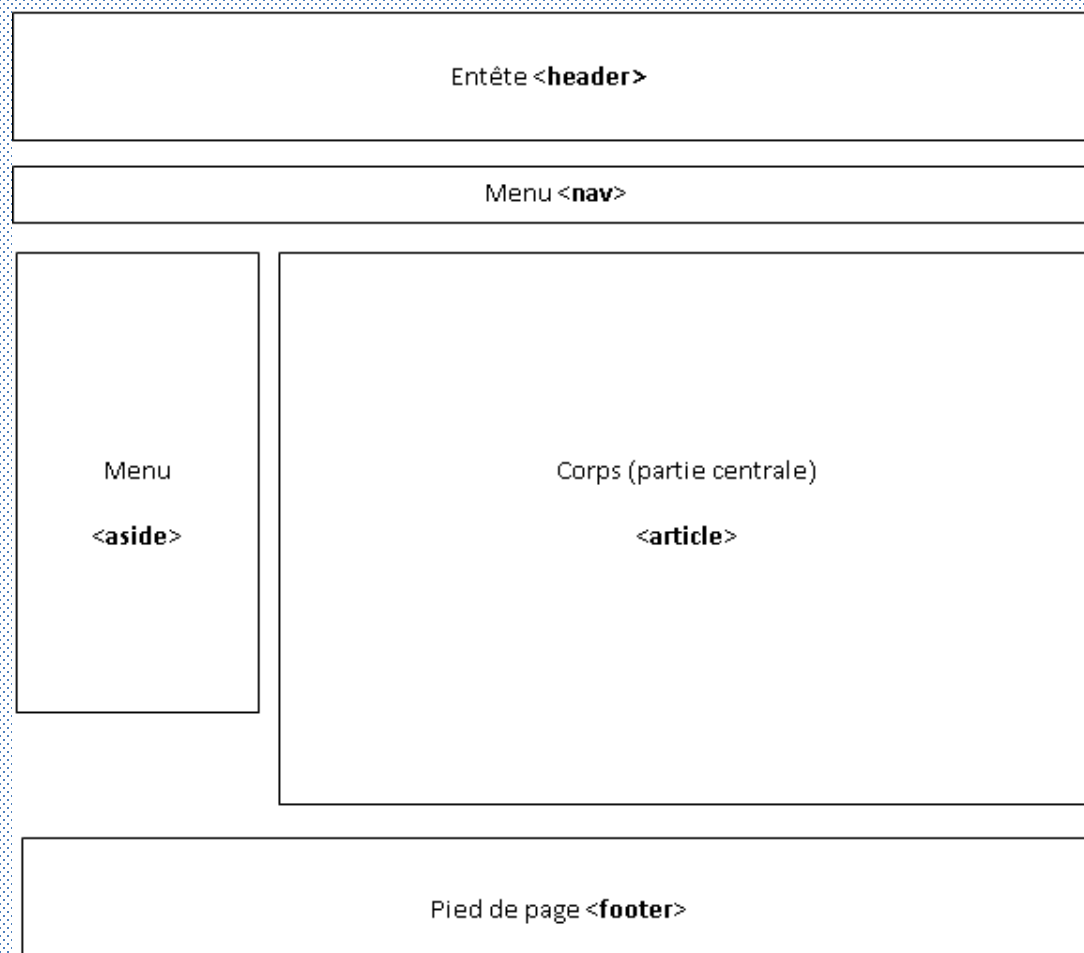 Entête <header>
Menu <nav>
Menu
<aside>
Corps (partie centrale)
<article>
Pied de page <footer>